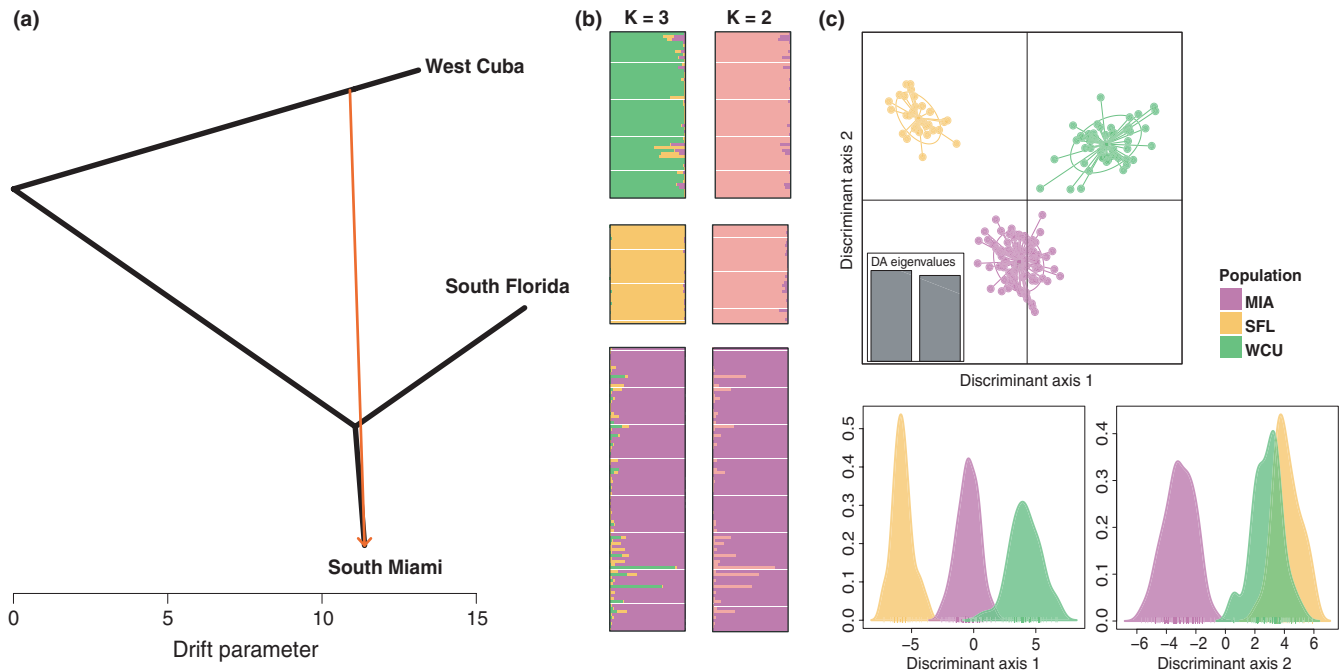 (a)
West Cuba
South Florida
South Miami
0 5 10 15
Drift parameter
(b)
K = 3 K = 2
(c)
Discriminant axis 2
DA eigenvalues
Discriminant axis 1
Population
MIA
SFL
WCU
0.0 0.1 0.2 0.3 0.4 0.5
−5 0 5
Discriminant axis 1
0.0 0.1 0.2 0.3 0.4
−6 −4 −2 0 2 4 6
Discriminant axis 2